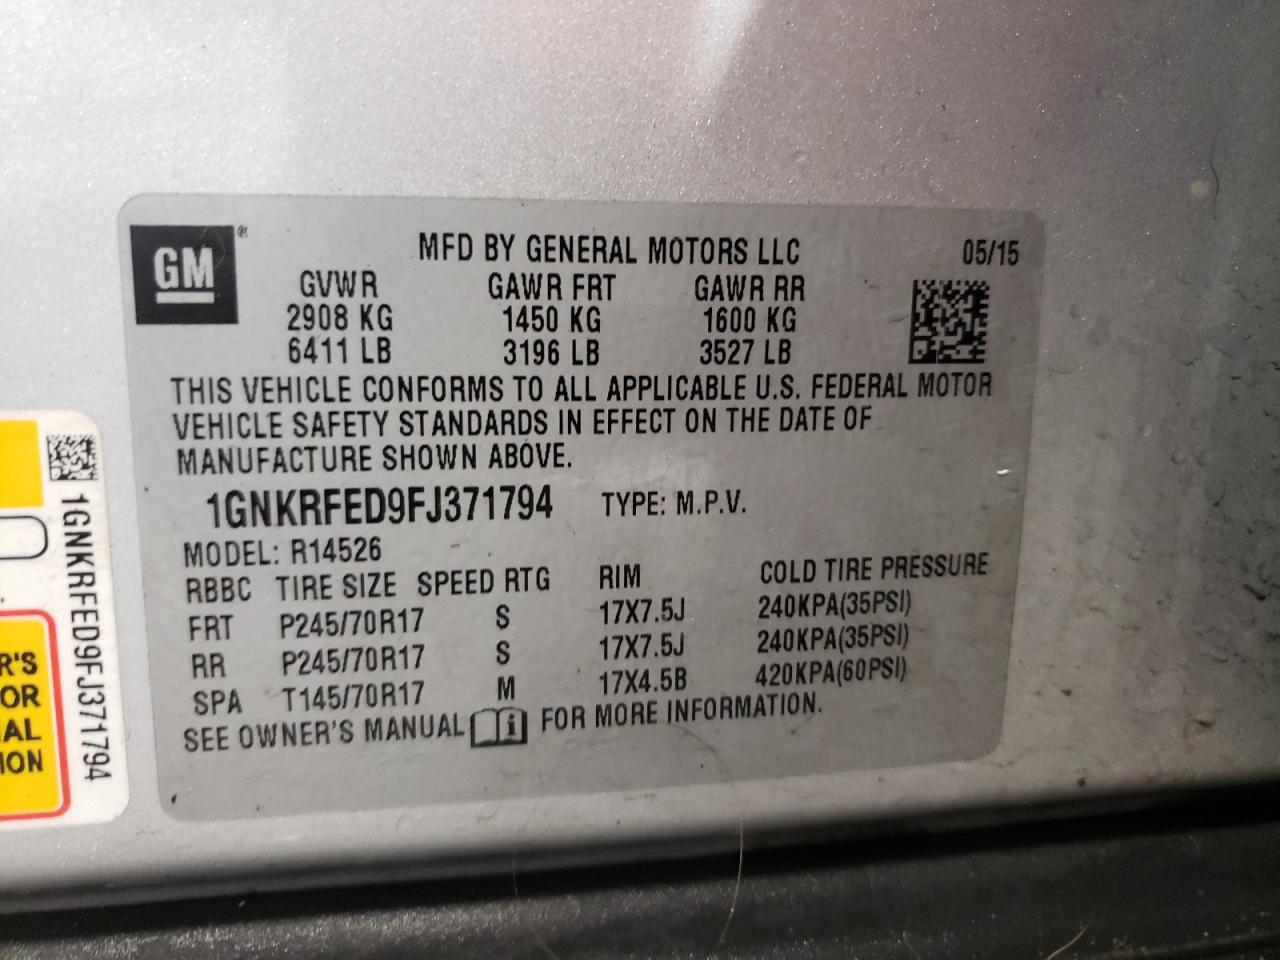 GM®
MFD BY GENERAL MOTORS LLC 05/15
GVWR GAWR FRT GAWR RR
2908 KG 1450 KG 1600 KG
6411 LB 3196 LB 3527 LB
THIS VEHICLE CONFORMS TO ALL APPLICABLE U.S. FEDERAL MOTOR
VEHICLE SAFETY STANDARDS IN EFFECT ON THE DATE OF
MANUFACTURE SHOWN ABOVE.
1GNKRFED9FJ371794 TYPE: M.P.V.
MODEL: R14526
RBBC TIRE SIZE SPEED RTG RIM COLD TIRE PRESSURE
FRT P245/70R17 S 17X7.5J 240KPA(35PSI)
RR P245/70R17 S 17X7.5J 240KPA(35PSI)
SPA T145/70R17 M 17X4.5B 420KPA(60PSI)
SEE OWNER'S MANUAL i FOR MORE INFORMATION.
1GNKRFED9FJ371794
R'S
OR
IAL
ION